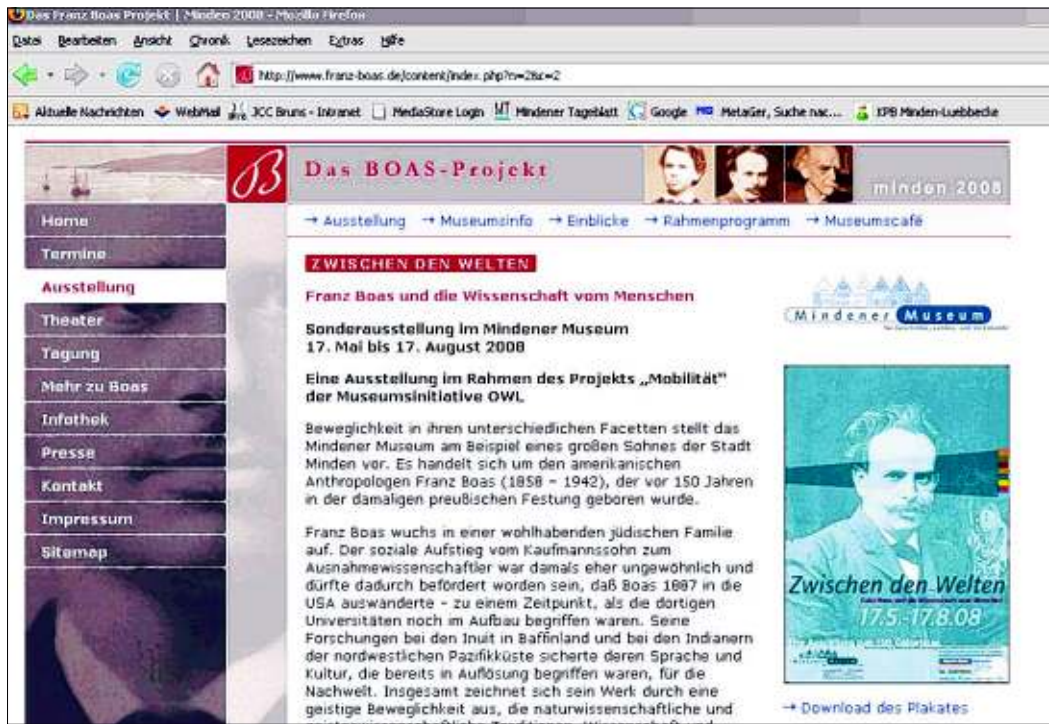 Das Franz Boas Projekt | Minden 2008 - Mozilla Firefox
Datei Bearbeiten Ansicht Chronik Lesezeichen Extras Hilfe
http://www.franz-boas.de/content/index.php?n=2&c=2
Aktuelle Nachrichten WebMail JCC Bruns - Intranet MediaStore Login MT Mindener Tageblatt Google MetaGer, Suche nac... KPB Minden-Luebbecke
B Das BOAS-Projekt
minden 2008
Home
Termine
Ausstellung
Theater
Tagung
Mehr zu Boas
Infothek
Presse
Kontakt
Impressum
Sitemap
→ Ausstellung → Museumsinfo → Einblicke → Rahmenprogramm → Museumscafé
ZWISCHEN DEN WELTEN
Franz Boas und die Wissenschaft vom Menschen
Sonderausstellung im Mindener Museum
17. Mai bis 17. August 2008
Eine Ausstellung im Rahmen des Projekts „Mobilität"
der Museumsinitiative OWL
Beweglichkeit in ihren unterschiedlichen Facetten stellt das
Mindener Museum am Beispiel eines großen Sohnes der Stadt
Minden vor. Es handelt sich um den amerikanischen
Anthropologen Franz Boas (1858 – 1942), der vor 150 Jahren
in der damaligen preußischen Festung geboren wurde.
Franz Boas wuchs in einer wohlhabenden jüdischen Familie
auf. Der soziale Aufstieg vom Kaufmannssohn zum
Ausnahmewissenschaftler war damals eher ungewöhnlich und
dürfte dadurch befördert worden sein, daß Boas 1887 in die
USA auswanderte – zu einem Zeitpunkt, als die dortigen
Universitäten noch im Aufbau begriffen waren. Seine
Forschungen bei den Inuit in Baffinland und bei den Indianern
der nordwestlichen Pazifikküste sicherte deren Sprache und
Kultur, die bereits in Auflösung begriffen waren, für die
Nachwelt. Insgesamt zeichnet sich sein Werk durch eine
geistige Beweglichkeit aus, die naturwissenschaftliche und
Mindener Museum
Zwischen den Welten
17.5.-17.8.08
→ Download des Plakates